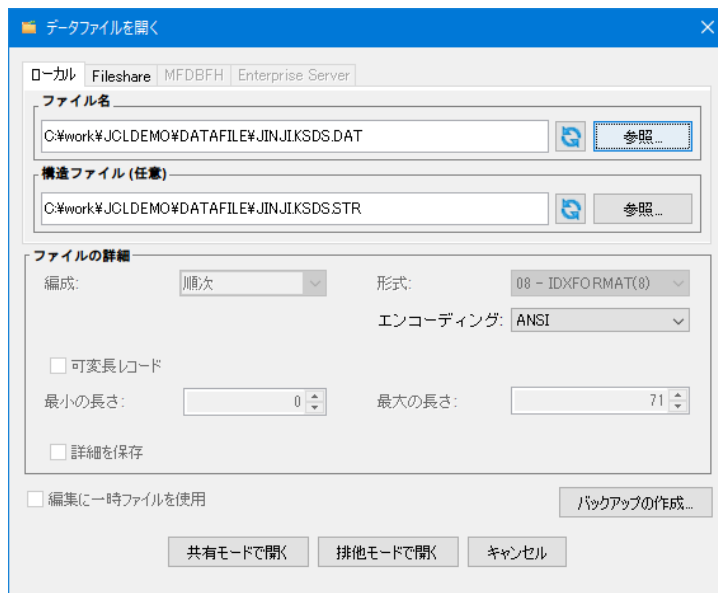 データファイルを開く
ローカル Fileshare MFDBFH Enterprise Server
ファイル名
C:¥work¥JCLDEMO¥DATAFILE¥JINJI.KSDS.DAT 参照...
構造ファイル (任意)
C:¥work¥JCLDEMO¥DATAFILE¥JINJI.KSDS.STR 参照...
ファイルの詳細
編成: 順次 形式: 08 - IDXFORMAT(8)
エンコーディング: ANSI
可変長レコード
最小の長さ: 0 最大の長さ: 71
詳細を保存
編集に一時ファイルを使用 バックアップの作成...
共有モードで開く 排他モードで開く キャンセル